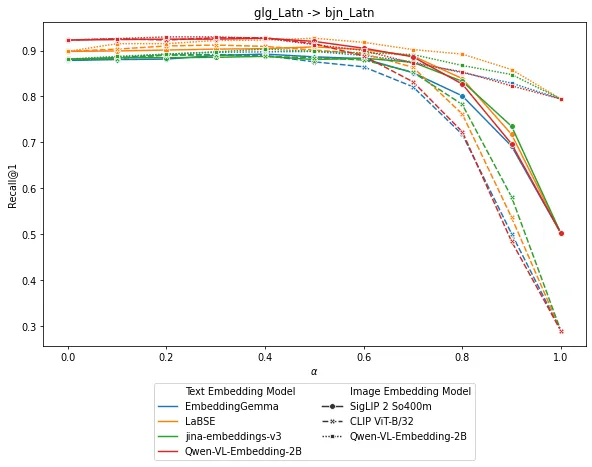 glg_Latn -> bjn_Latn
Recall@1
0.9
0.8
0.7
0.6
0.5
0.4
0.3
0.0 0.2 0.4 0.6 0.8 1.0
α
Text Embedding Model Image Embedding Model
EmbeddingGemma SigLIP 2 So400m
LaBSE CLIP ViT-B/32
jina-embeddings-v3 Qwen-VL-Embedding-2B
Qwen-VL-Embedding-2B